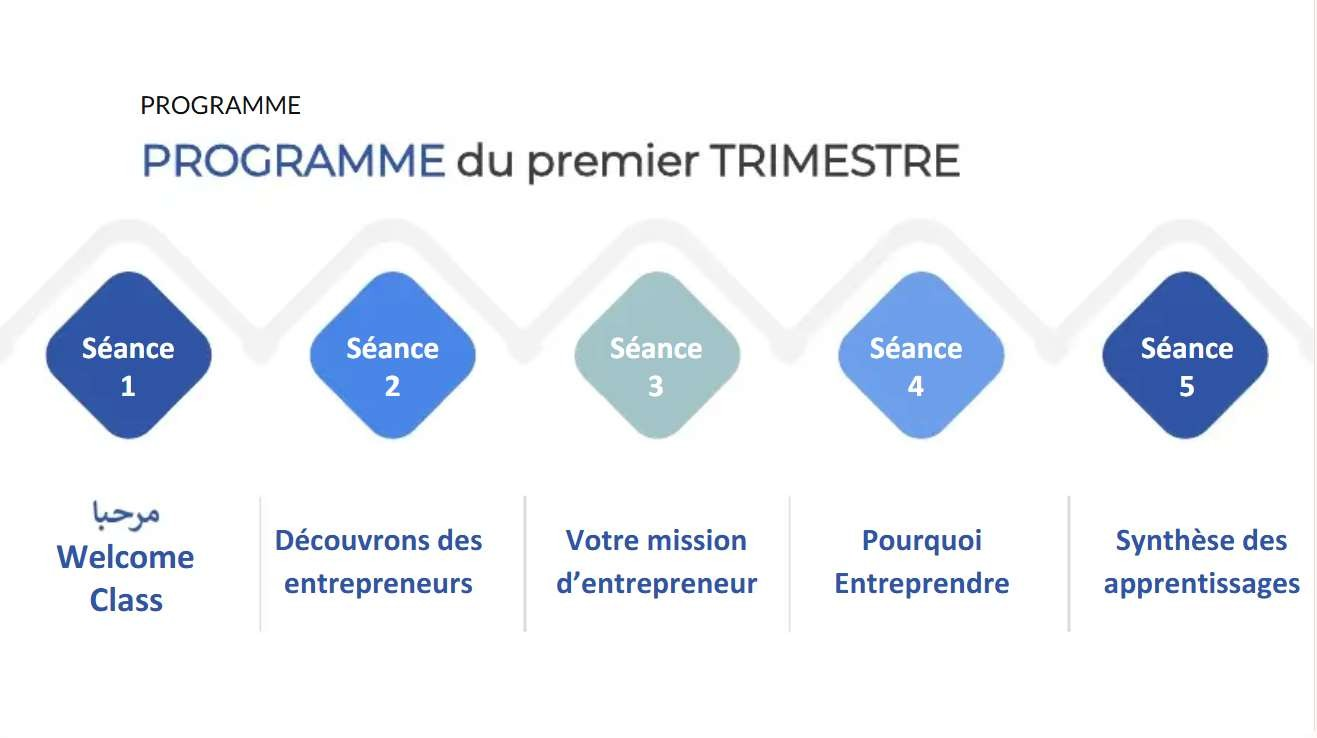 PROGRAMME
PROGRAMME du premier TRIMESTRE
Séance
1
Séance
2
Séance
3
Séance
4
Séance
5
مرحبا
Welcome
Class
Découvrons des
entrepreneurs
Votre mission
d’entrepreneur
Pourquoi
Entreprendre
Synthèse des
apprentissages